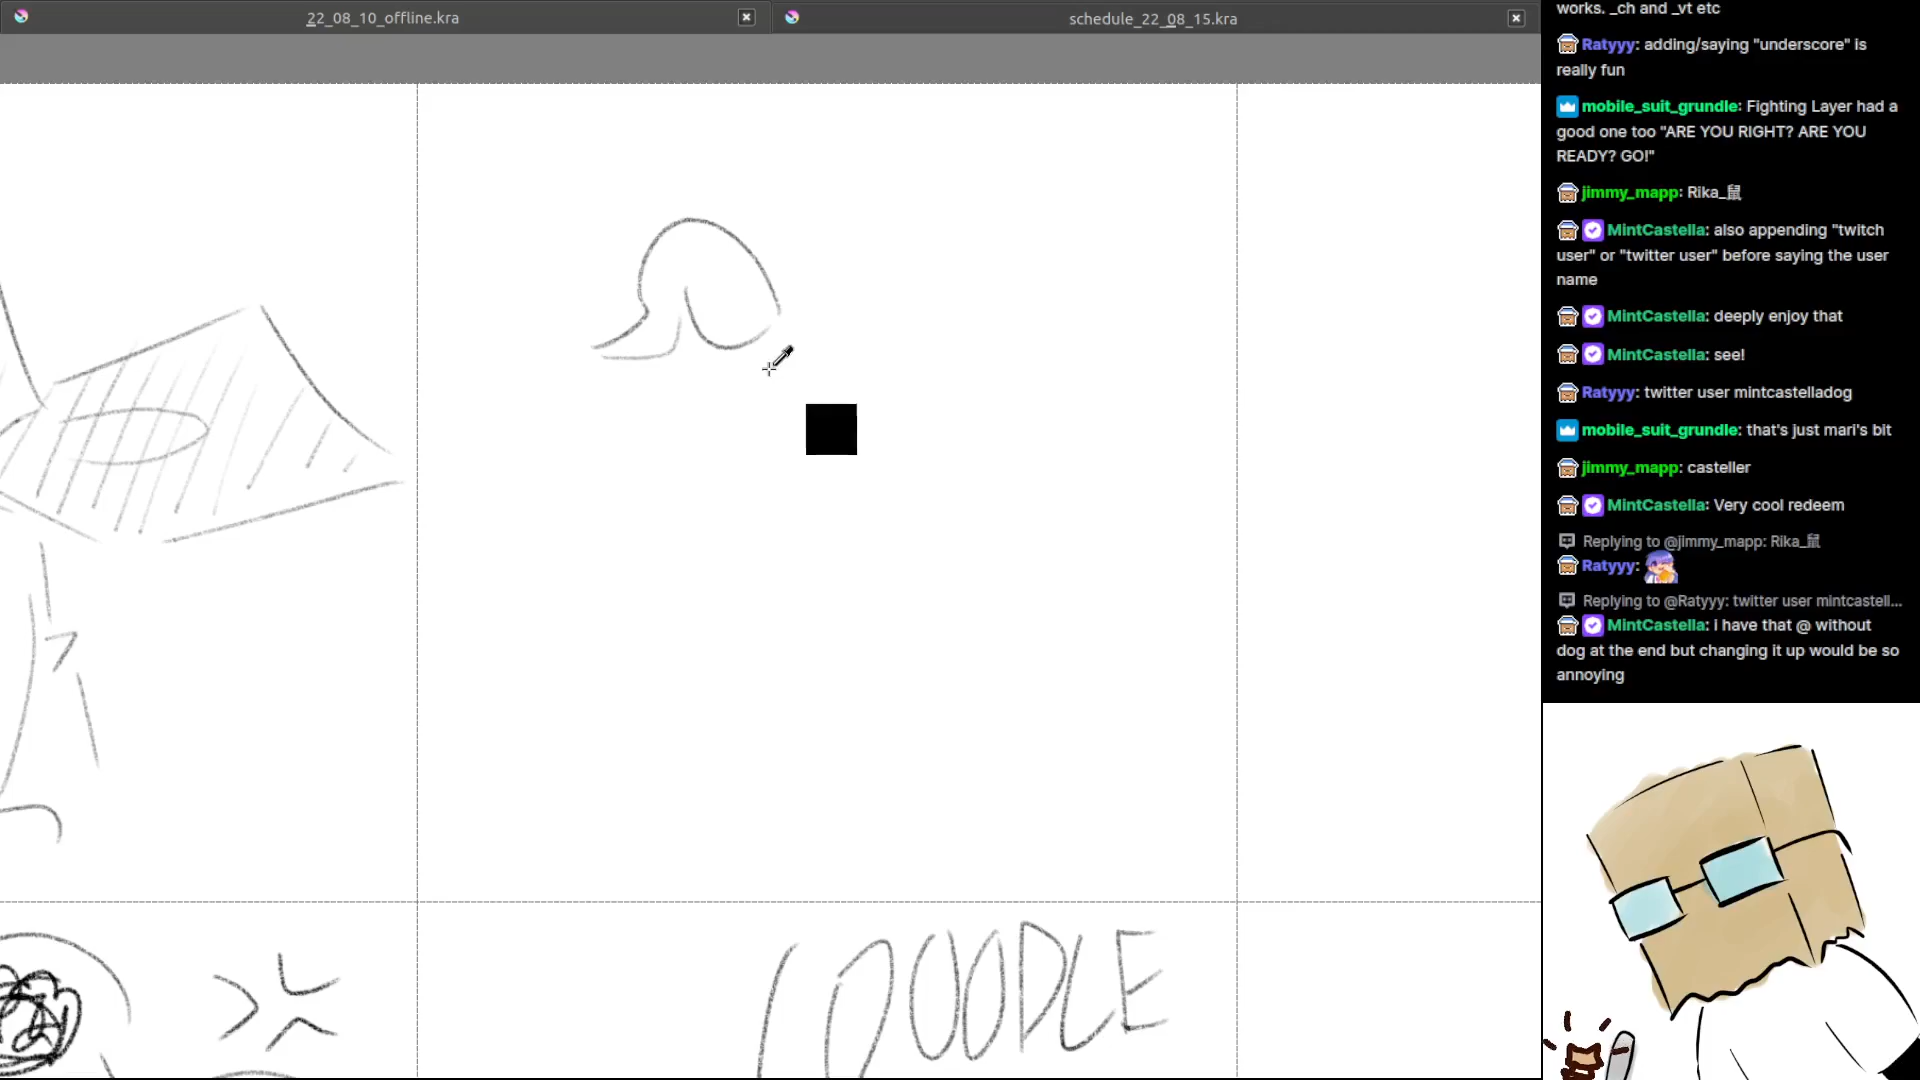 22_08_10_offline.kra
schedule_22_08_15.kra
works. _ch and _vt etc
Ratyyy: adding/saying "underscore" is
really fun
mobile_suit_grundle: Fighting Layer had a
good one too "ARE YOU RIGHT? ARE YOU
READY? GO!"
jimmy_mapp: Rika_鼠
MintCastella: also appending "twitch
user" or "twitter user" before saying the user
name
MintCastella: deeply enjoy that
MintCastella: see!
Ratyyy: twitter user mintcastelladog
mobile_suit_grundle: that's just mari's bit
jimmy_mapp: casteller
MintCastella: Very cool redeem
Replying to @jimmy_mapp: Rika_鼠
Ratyyy:
Replying to @Ratyyy: twitter user mintcastell...
MintCastella: i have that @ without
dog at the end but changing it up would be so
annoying